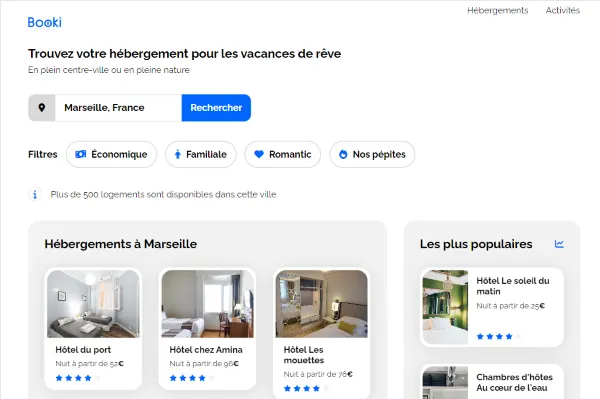 Hébergements Activités
Booki
Trouvez votre hébergement pour les vacances de rêve
En plein centre-ville ou en pleine nature
Marseille, France Rechercher
Filtres Économique Familiale Romantic Nos pépites
Plus de 500 logements sont disponibles dans cette ville
Hébergements à Marseille
Hôtel du port
Nuit à partir de 52€
Hôtel chez Amina
Nuit à partir de 96€
Hôtel Les
mouettes
Nuit à partir de 76€
Les plus populaires
Hôtel Le soleil du
matin
Nuit à partir de 25€
Chambres d'hôtes
Au cœur de l'eau